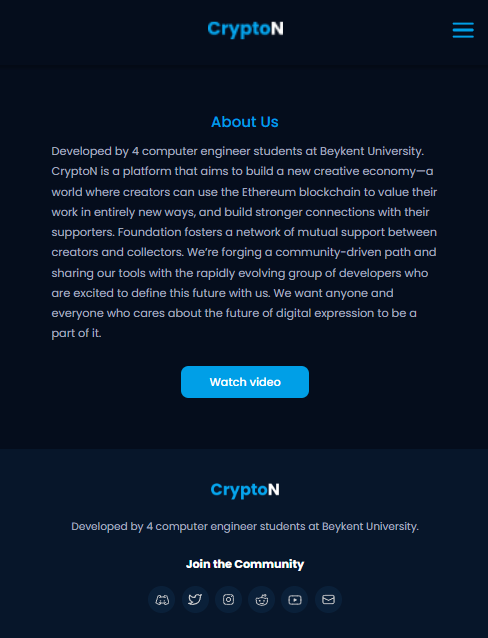 CryptoN
About Us
Developed by 4 computer engineer students at Beykent University.
CryptoN is a platform that aims to build a new creative economy—a
world where creators can use the Ethereum blockchain to value their
work in entirely new ways, and build stronger connections with their
supporters. Foundation fosters a network of mutual support between
creators and collectors. We’re forging a community-driven path and
sharing our tools with the rapidly evolving group of developers who
are excited to define this future with us. We want anyone and
everyone who cares about the future of digital expression to be a
part of it.
Watch video
CryptoN
Developed by 4 computer engineer students at Beykent University.
Join the Community